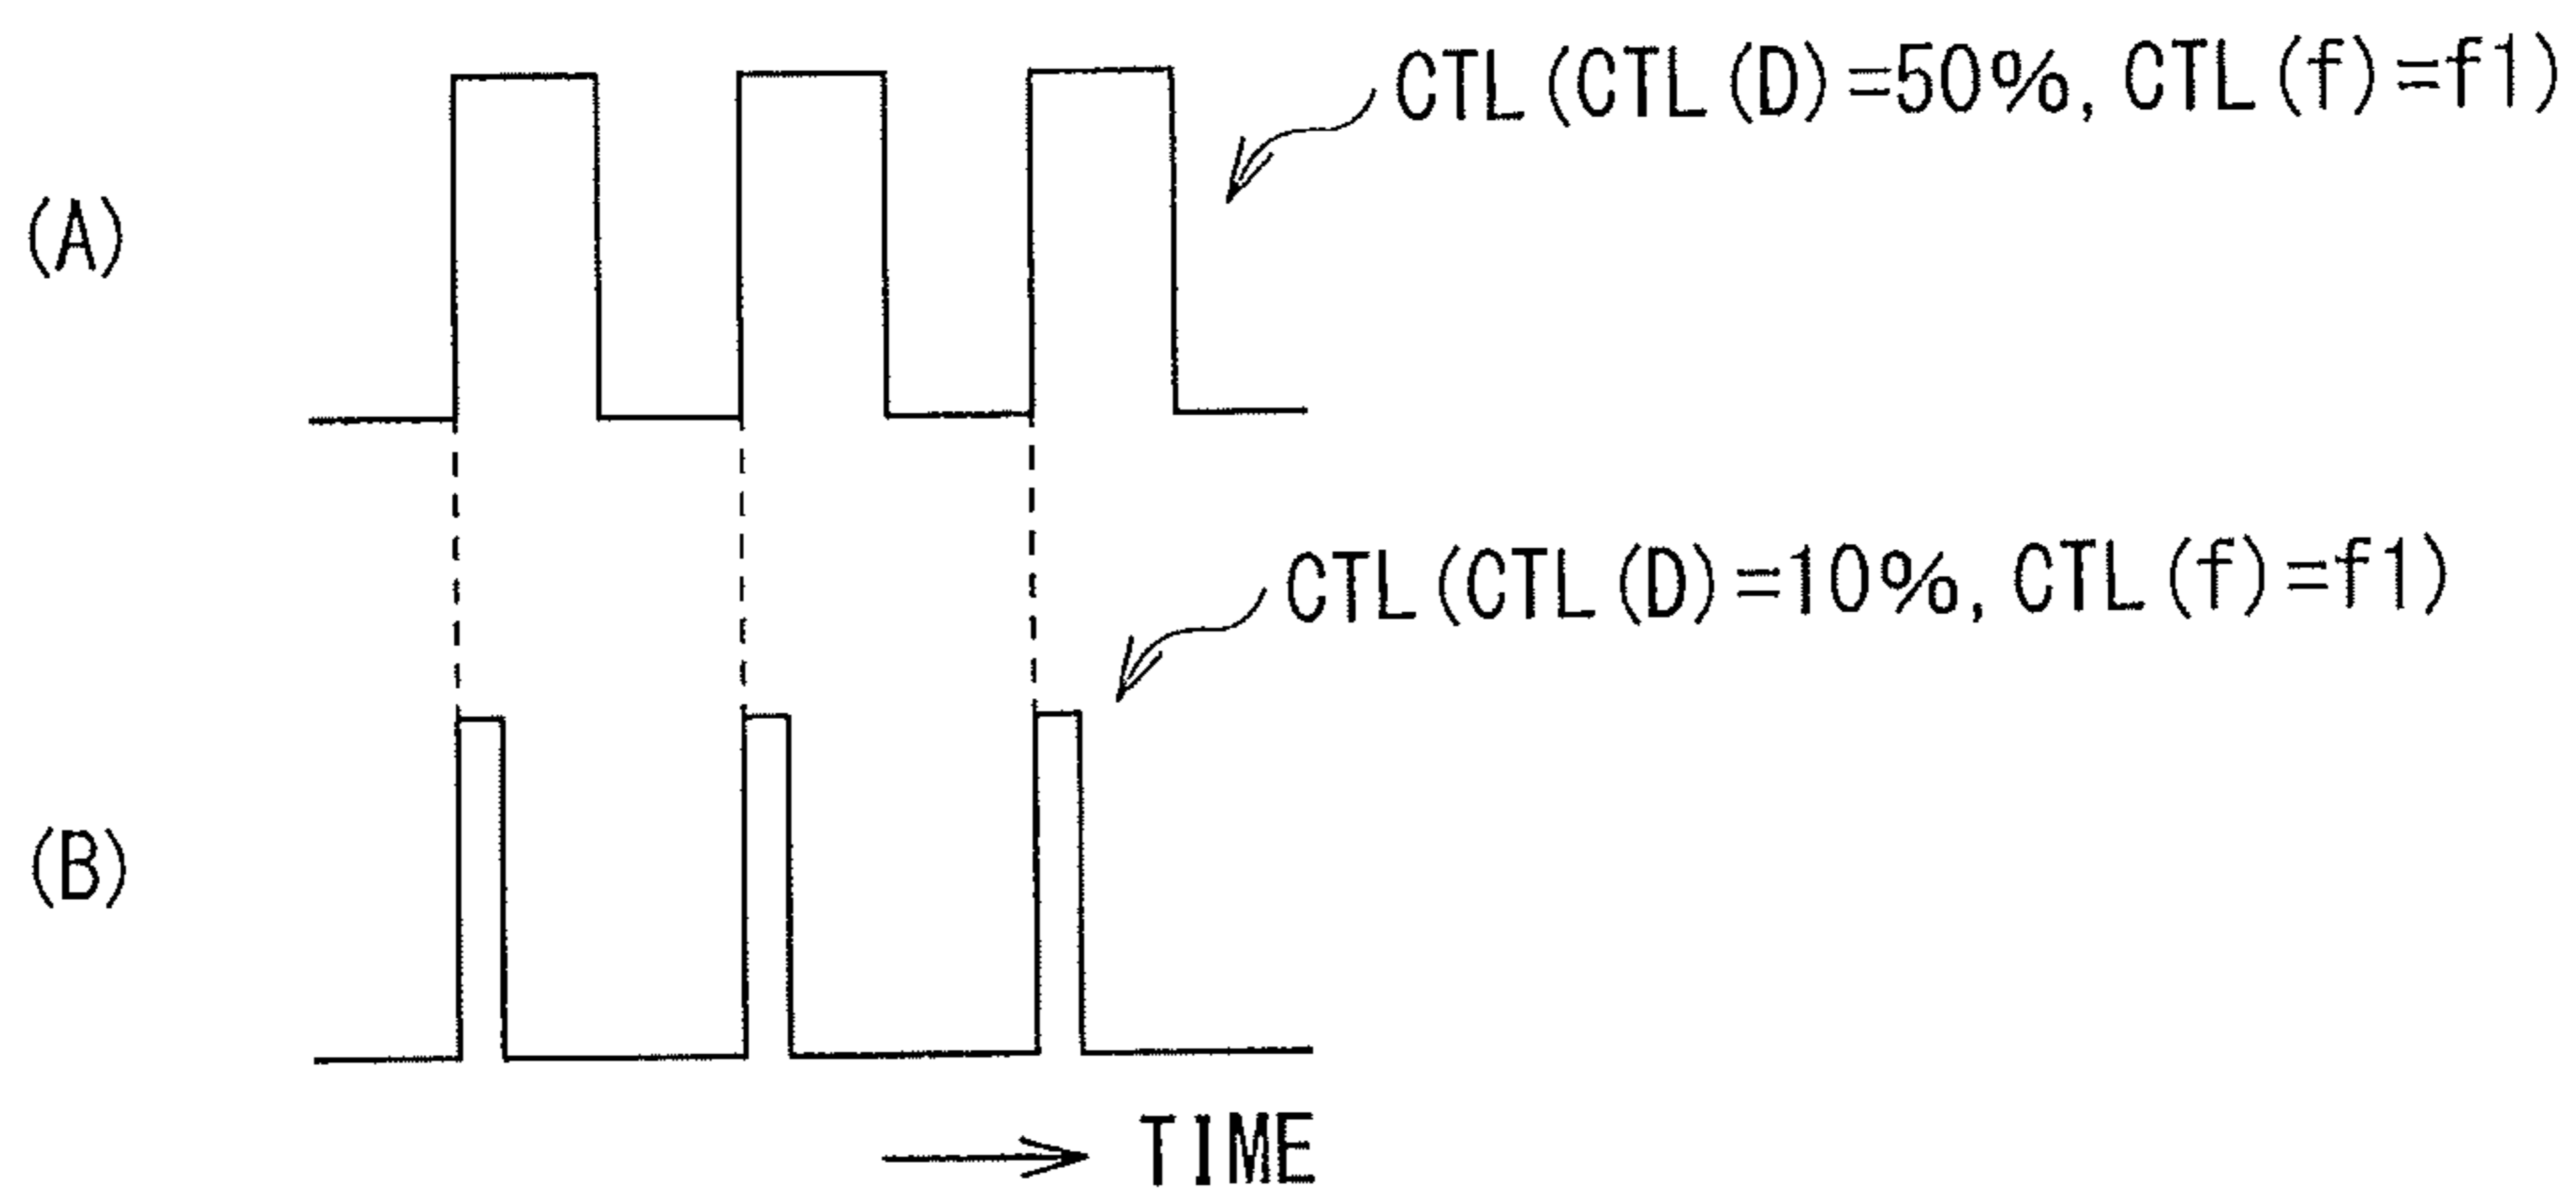 CTL(CTL(D)=50%, CTL(f)=f1)
(A)
CTL(CTL(D)=10%, CTL(f)=f1)
(B)
TIME